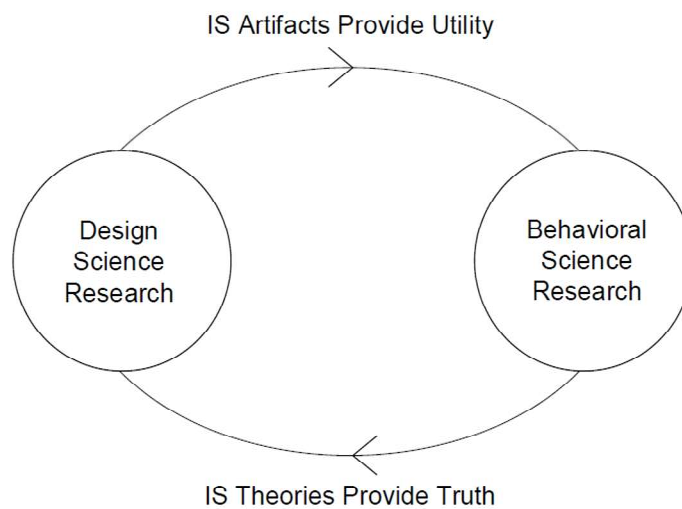 IS Artifacts Provide Utility
Design
Science
Research
Behavioral
Science
Research
IS Theories Provide Truth